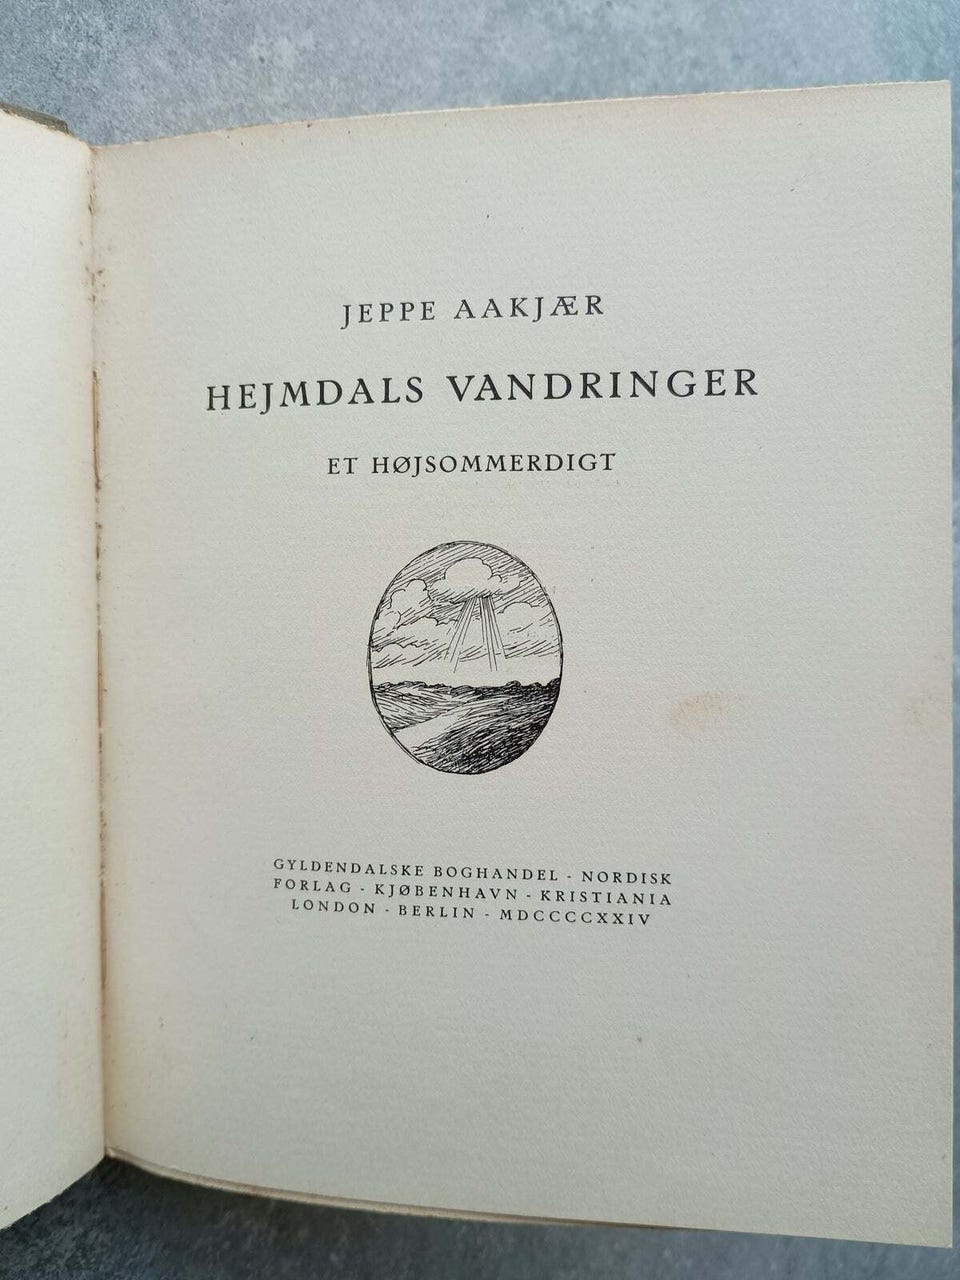 JEPPE AAKJÆR
HEJMDALS VANDRINGER
ET HØJSOMMERDIGT
GYLDENDALSKE BOGHANDEL - NORDISK
FORLAG - KJØBENHAVN - KRISTIANIA
LONDON - BERLIN - MDCCCCXXIV